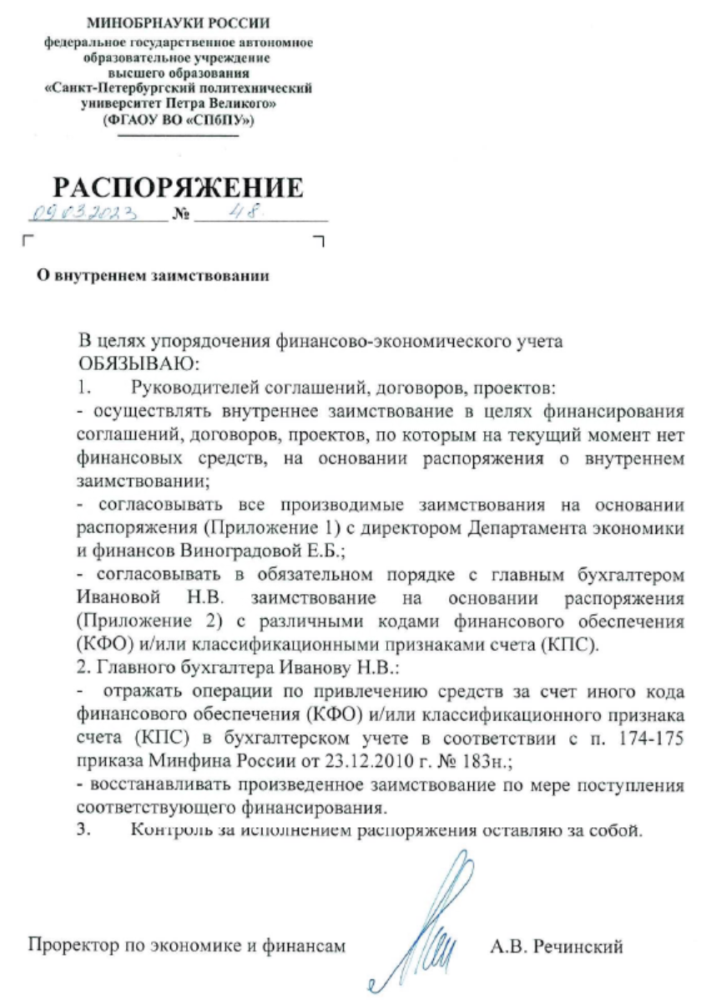 МИНОБРНАУКИ РОССИИ
федеральное государственное автономное
образовательное учреждение
высшего образования
«Санкт-Петербургский политехнический
университет Петра Великого»
(ФГАОУ ВО «СПбПУ»)
РАСПОРЯЖЕНИЕ
09.03.2023 № 48
О внутреннем заимствовании
В целях упорядочения финансово-экономического учета
ОБЯЗЫВАЮ:
1. Руководителей соглашений, договоров, проектов:
- осуществлять внутреннее заимствование в целях финансирования
соглашений, договоров, проектов, по которым на текущий момент нет
финансовых средств, на основании распоряжения о внутреннем
заимствовании;
- согласовывать все производимые заимствования на основании
распоряжения (Приложение 1) с директором Департамента экономики
и финансов Виноградовой Е.Б.;
- согласовывать в обязательном порядке с главным бухгалтером
Ивановой Н.В. заимствование на основании распоряжения
(Приложение 2) с различными кодами финансового обеспечения
(КФО) и/или классификационными признаками счета (КПС).
2. Главного бухгалтера Иванову Н.В.:
- отражать операции по привлечению средств за счет иного кода
финансового обеспечения (КФО) и/или классификационного признака
счета (КПС) в бухгалтерском учете в соответствии с п. 174-175
приказа Минфина России от 23.12.2010 г. № 183н.;
- восстанавливать произведенное заимствование по мере поступления
соответствующего финансирования.
3. Контроль за исполнением распоряжения оставляю за собой.
Проректор по экономике и финансам А.В. Речинский